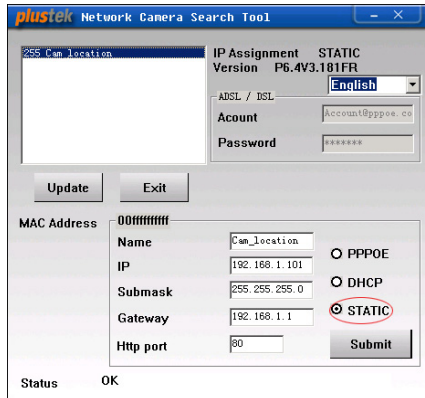 plustek Network Camera Search Tool
255 Cam_location
IP Assignment STATIC
Version P6.4V3.181FR
English
ADSL / DSL
Acount Account@pppoe.co
Password *******
Update Exit
MAC Address 00ffffffffff
Name Cam_location
IP 192.168.1.101
PPPOE
Submask 255.255.255.0
DHCP
Gateway 192.168.1.1
STATIC
Http port 80
Submit
Status OK